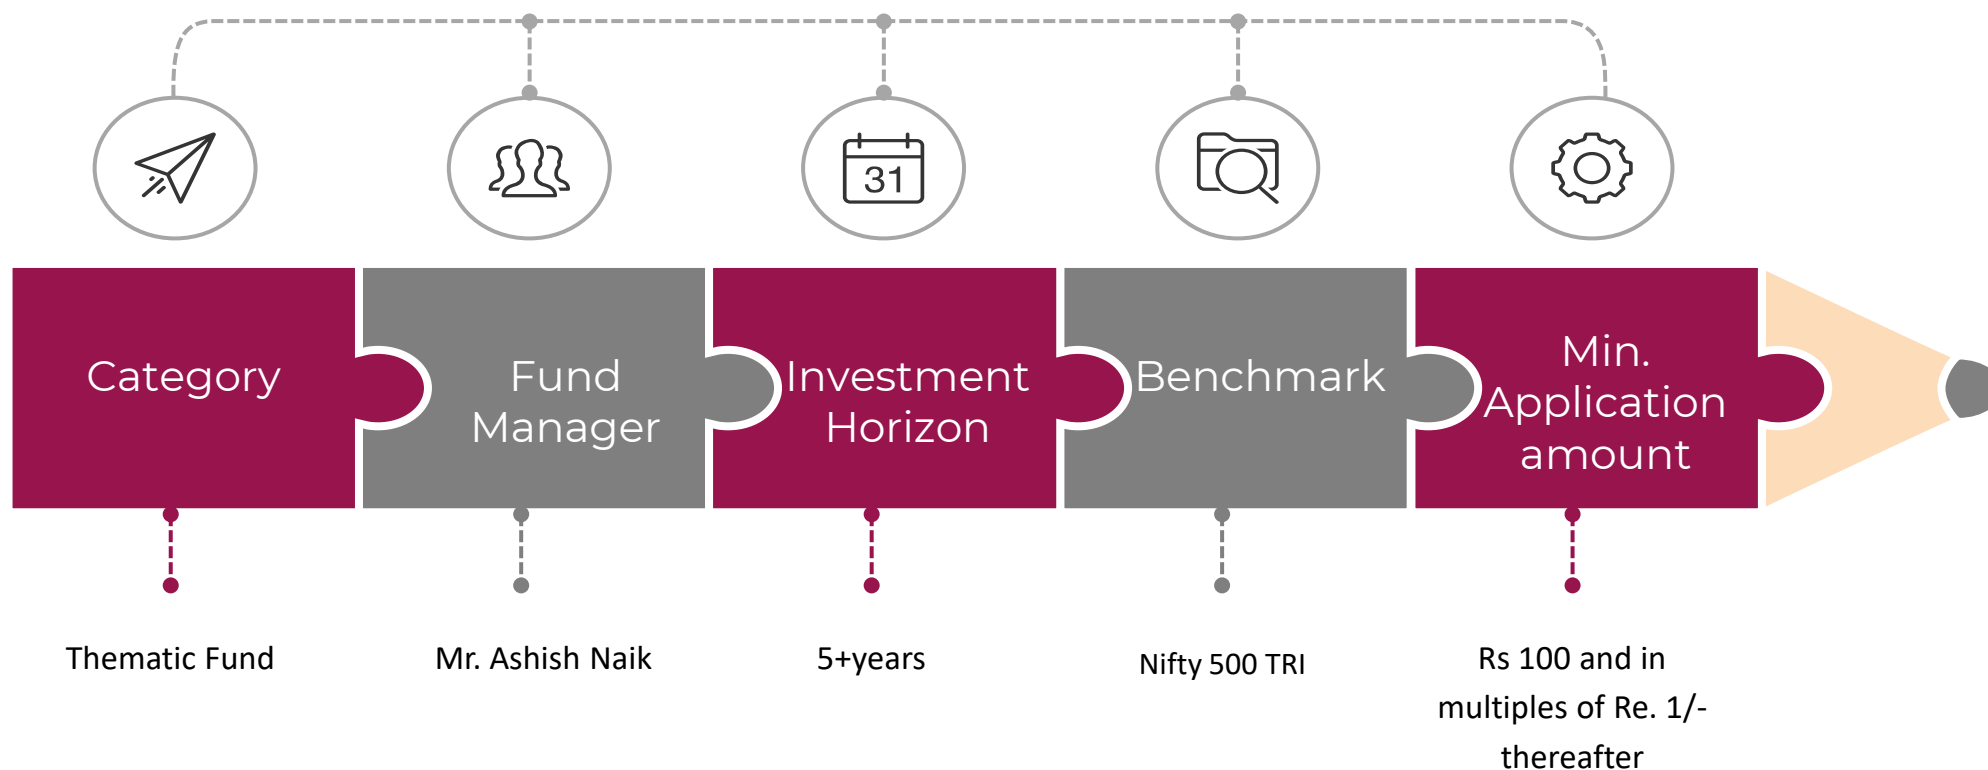 31
Category
Fund
Manager
Investment
Horizon
Benchmark
Min.
Application
amount
Thematic Fund
Mr. Ashish Naik
5+years
Nifty 500 TRI
Rs 100 and in
multiples of Re. 1/-
thereafter